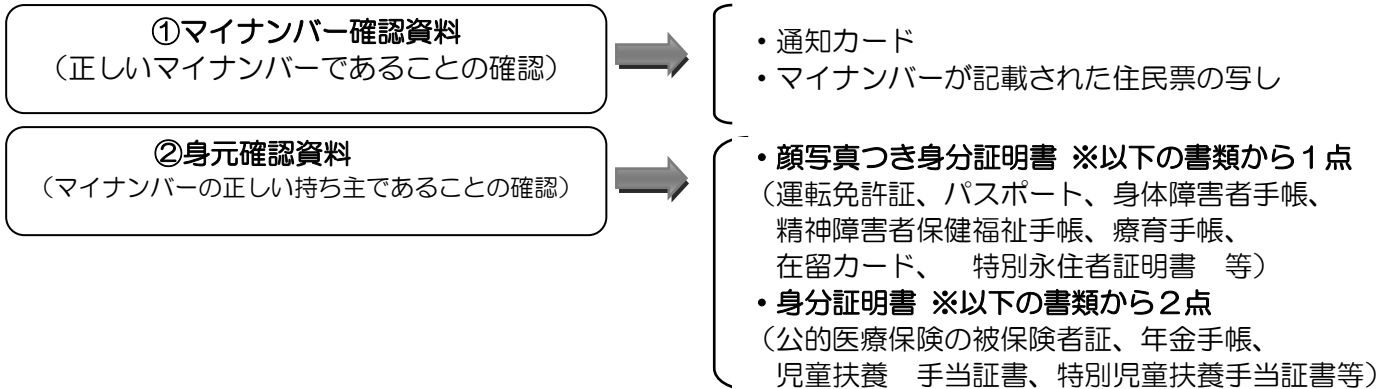 ①マイナンバー確認資料
（正しいマイナンバーであることの確認）
・通知カード
・マイナンバーが記載された住民票の写し
②身元確認資料
（マイナンバーの正しい持ち主であることの確認）
・顔写真つき身分証明書 ※以下の書類から１点
（運転免許証、パスポート、身体障害者手帳、
精神障害者保健福祉手帳、療育手帳、
在留カード、　特別永住者証明書　等）
・身分証明書 ※以下の書類から２点
（公的医療保険の被保険者証、年金手帳、
児童扶養　手当証書、特別児童扶養手当証書等）